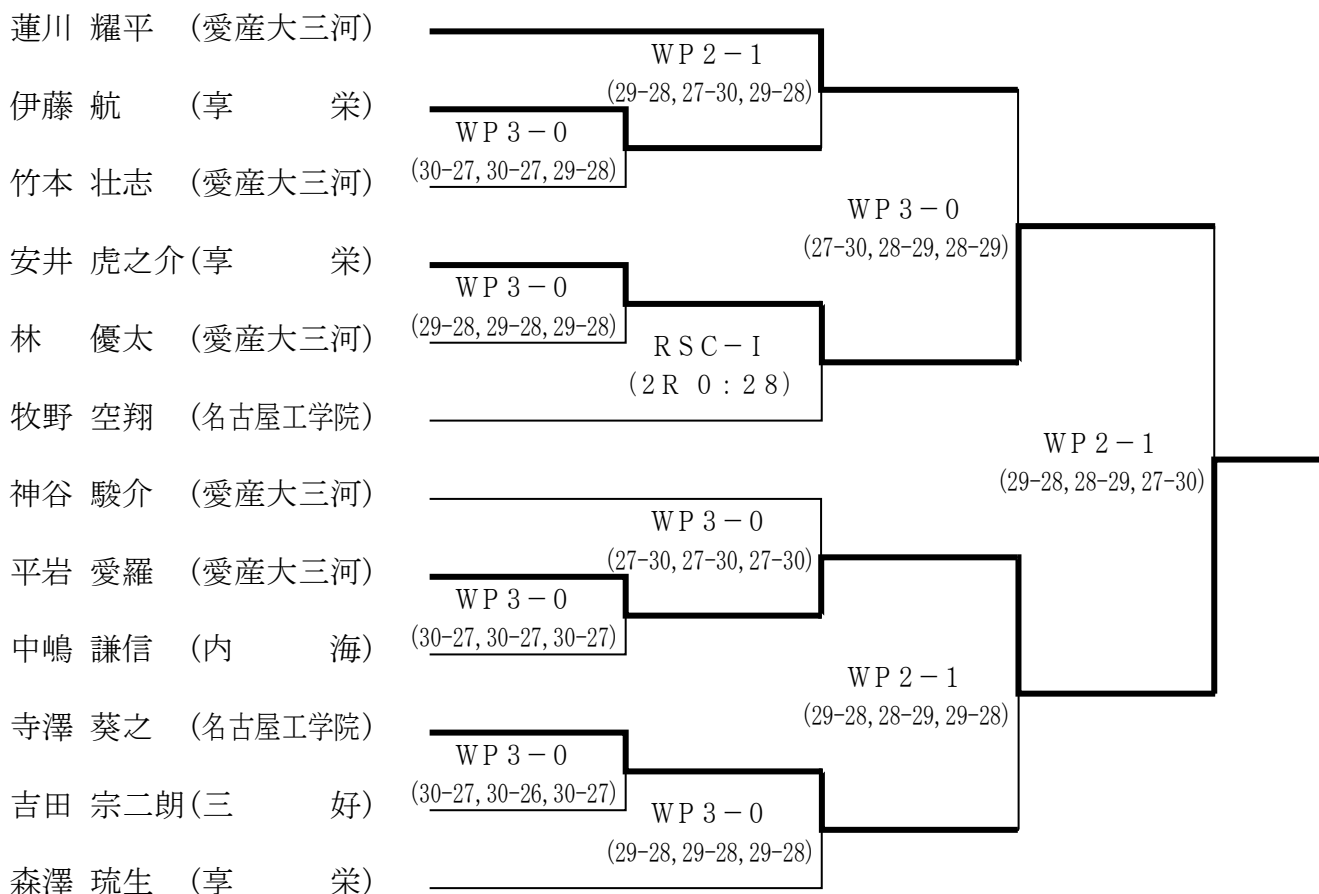 蓮川 耀平 (愛産大三河)
WP2-1
(29-28, 27-30, 29-28)
伊藤 航 (享 栄)
WP3-0
(30-27, 30-27, 29-28)
竹本 壮志 (愛産大三河)
WP3-0
(27-30, 28-29, 28-29)
安井 虎之介(享 栄)
WP3-0
(29-28, 29-28, 29-28)
林 優太 (愛産大三河)
RSC-I
(2R 0:28)
牧野 空翔 (名古屋工学院)
WP2-1
(29-28, 28-29, 27-30)
神谷 駿介 (愛産大三河)
WP3-0
(27-30, 27-30, 27-30)
平岩 愛羅 (愛産大三河)
WP3-0
(30-27, 30-27, 30-27)
中嶋 謙信 (内 海)
WP2-1
(29-28, 28-29, 29-28)
寺澤 葵之 (名古屋工学院)
WP3-0
(30-27, 30-26, 30-27)
吉田 宗二朗(三 好)
WP3-0
(29-28, 29-28, 29-28)
森澤 琉生 (享 栄)